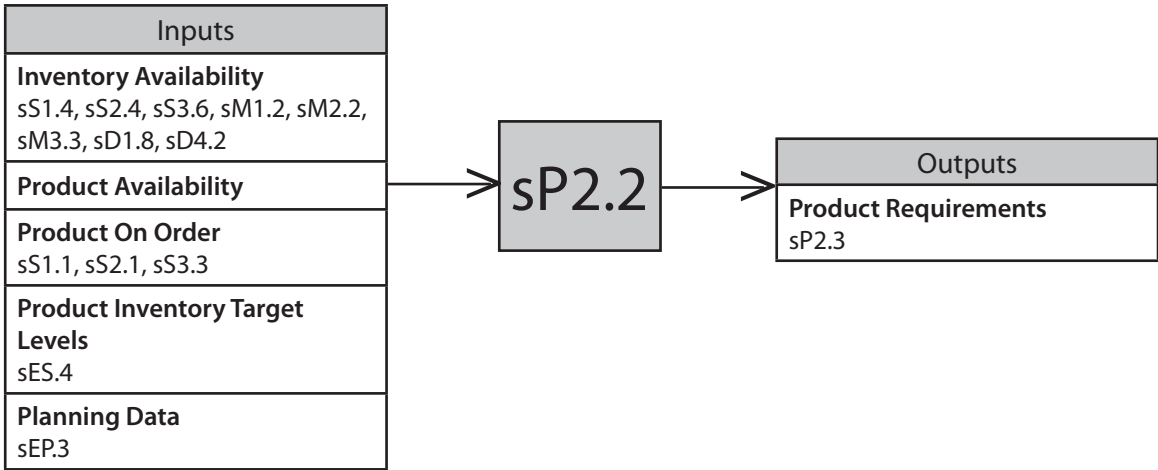 Inputs
Inventory Availability
sS1.4, sS2.4, sS3.6, sM1.2, sM2.2,
sM3.3, sD1.8, sD4.2
Product Availability
Product On Order
sS1.1, sS2.1, sS3.3
Product Inventory Target
Levels
sES.4
Planning Data
sEP.3
sP2.2
Outputs
Product Requirements
sP2.3